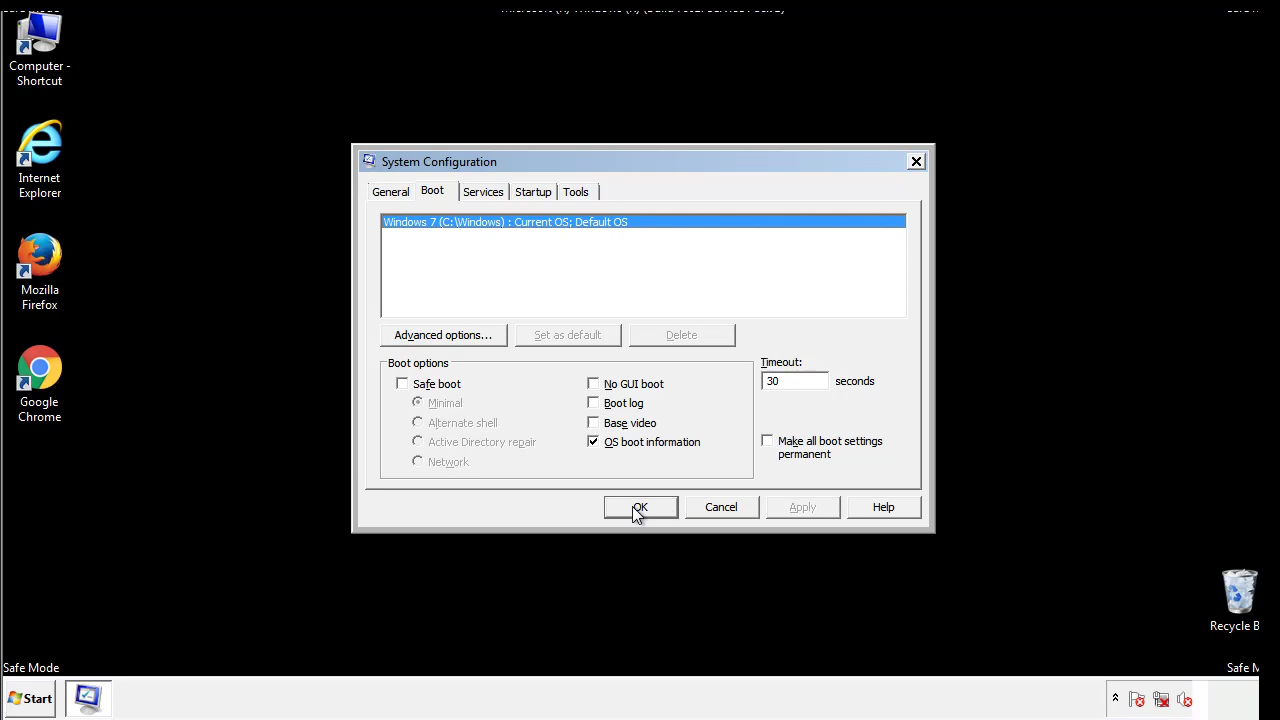 Computer -
Shortcut
Internet
Explorer
Mozilla
Firefox
Google
Chrome
System Configuration
General
Boot
Services
Startup
Tools
Windows 7 (C:\Windows) : Current OS; Default OS
Advanced options...
Set as default
Delete
Boot options
Safe boot
Minimal
Alternate shell
Active Directory repair
Network
No GUI boot
Boot log
Base video
OS boot information
Timeout:
30 seconds
Make all boot settings
permanent
OK
Cancel
Apply
Help
Recycle B
Safe Mode
Safe M
Start